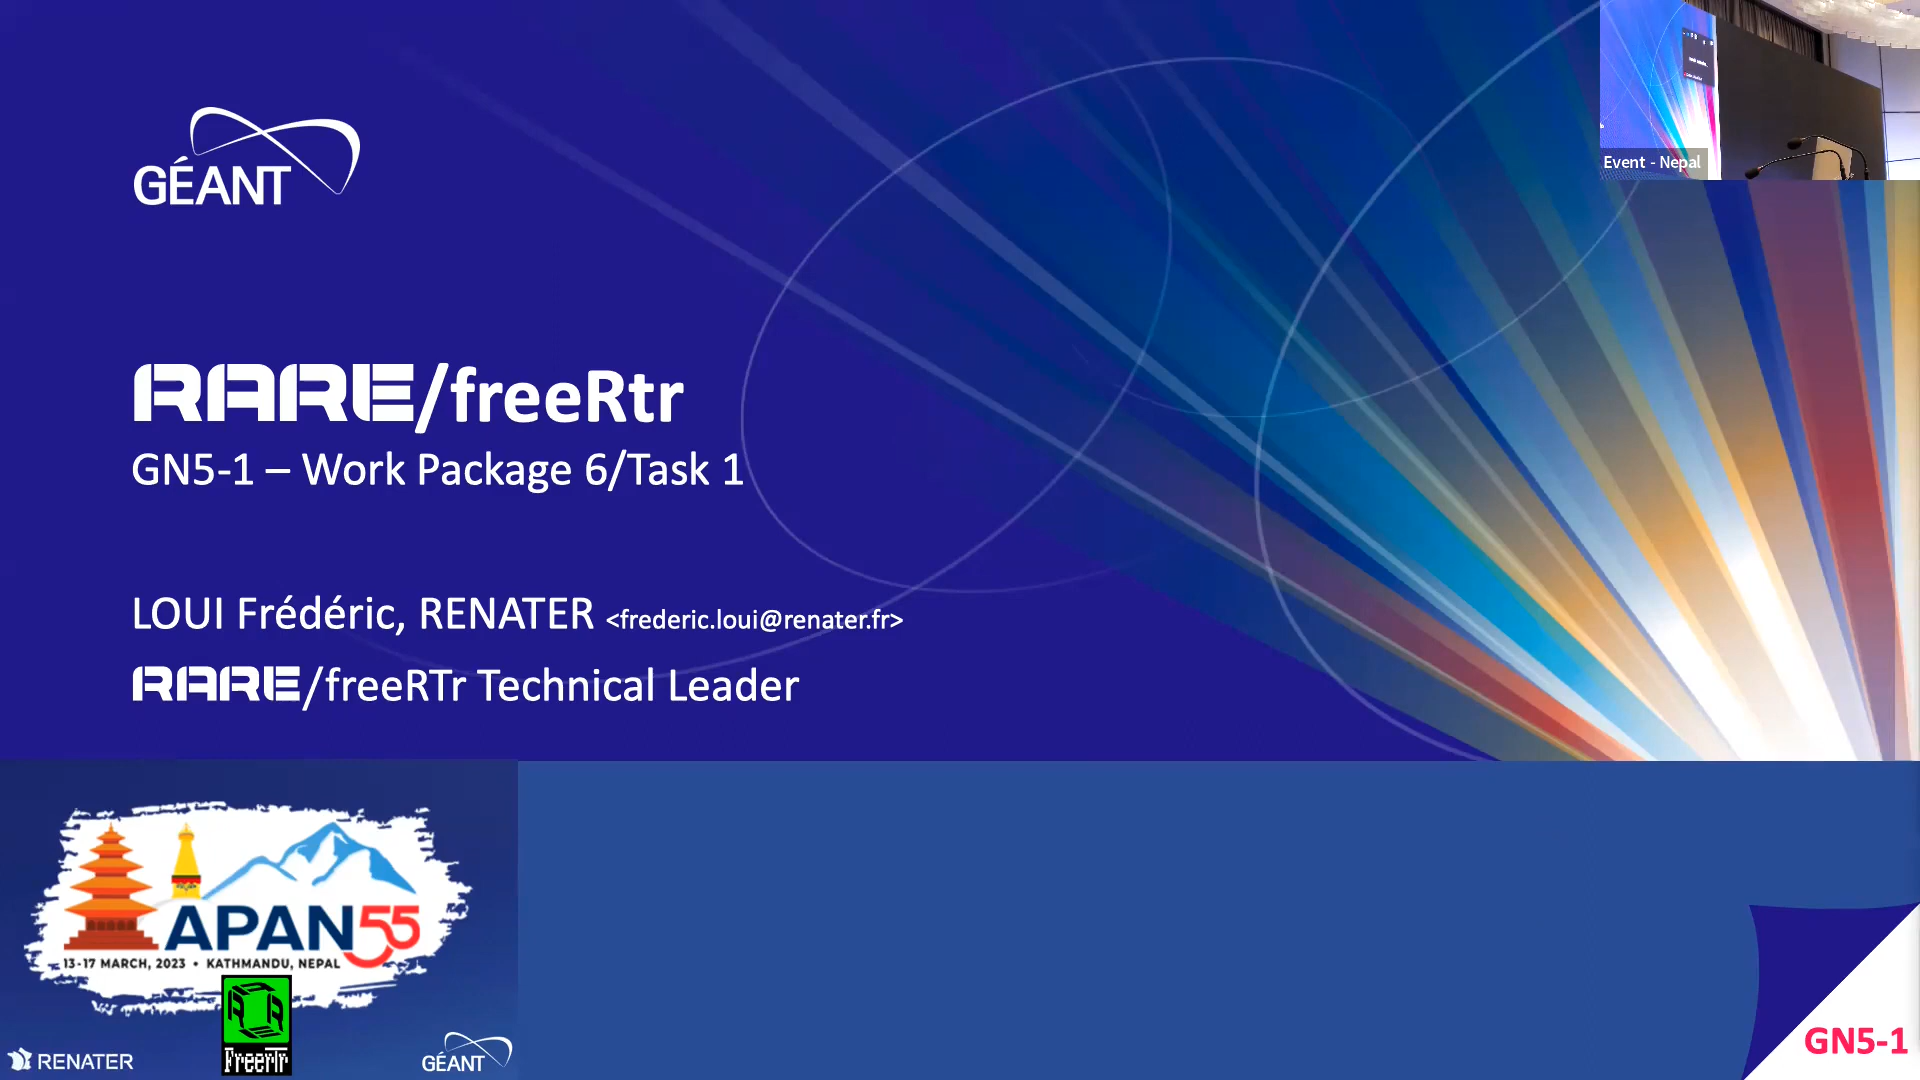 GÉANT
Event - Nepal
RARE/freeRtr
GN5-1 – Work Package 6/Task 1
LOUI Frédéric, RENATER <frederic.loui@renater.fr>
RARE/freeRTr Technical Leader
APAN55
13-17 MARCH, 2023 • KATHMANDU, NEPAL
FreerTr
RENATER
GÉANT
GN5-1